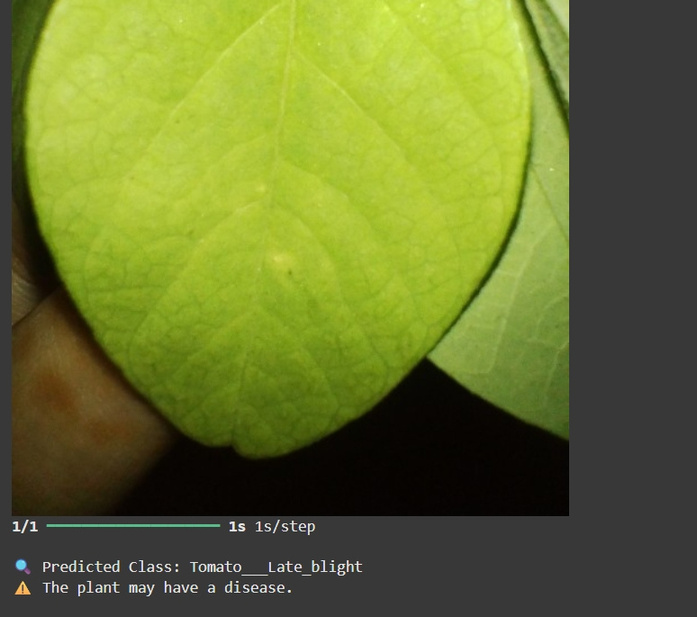 1/1 ━━━━━━━━━━━━━━━━━━━━ 1s 1s/step
🔍 Predicted Class: Tomato___Late_blight
⚠️ The plant may have a disease.